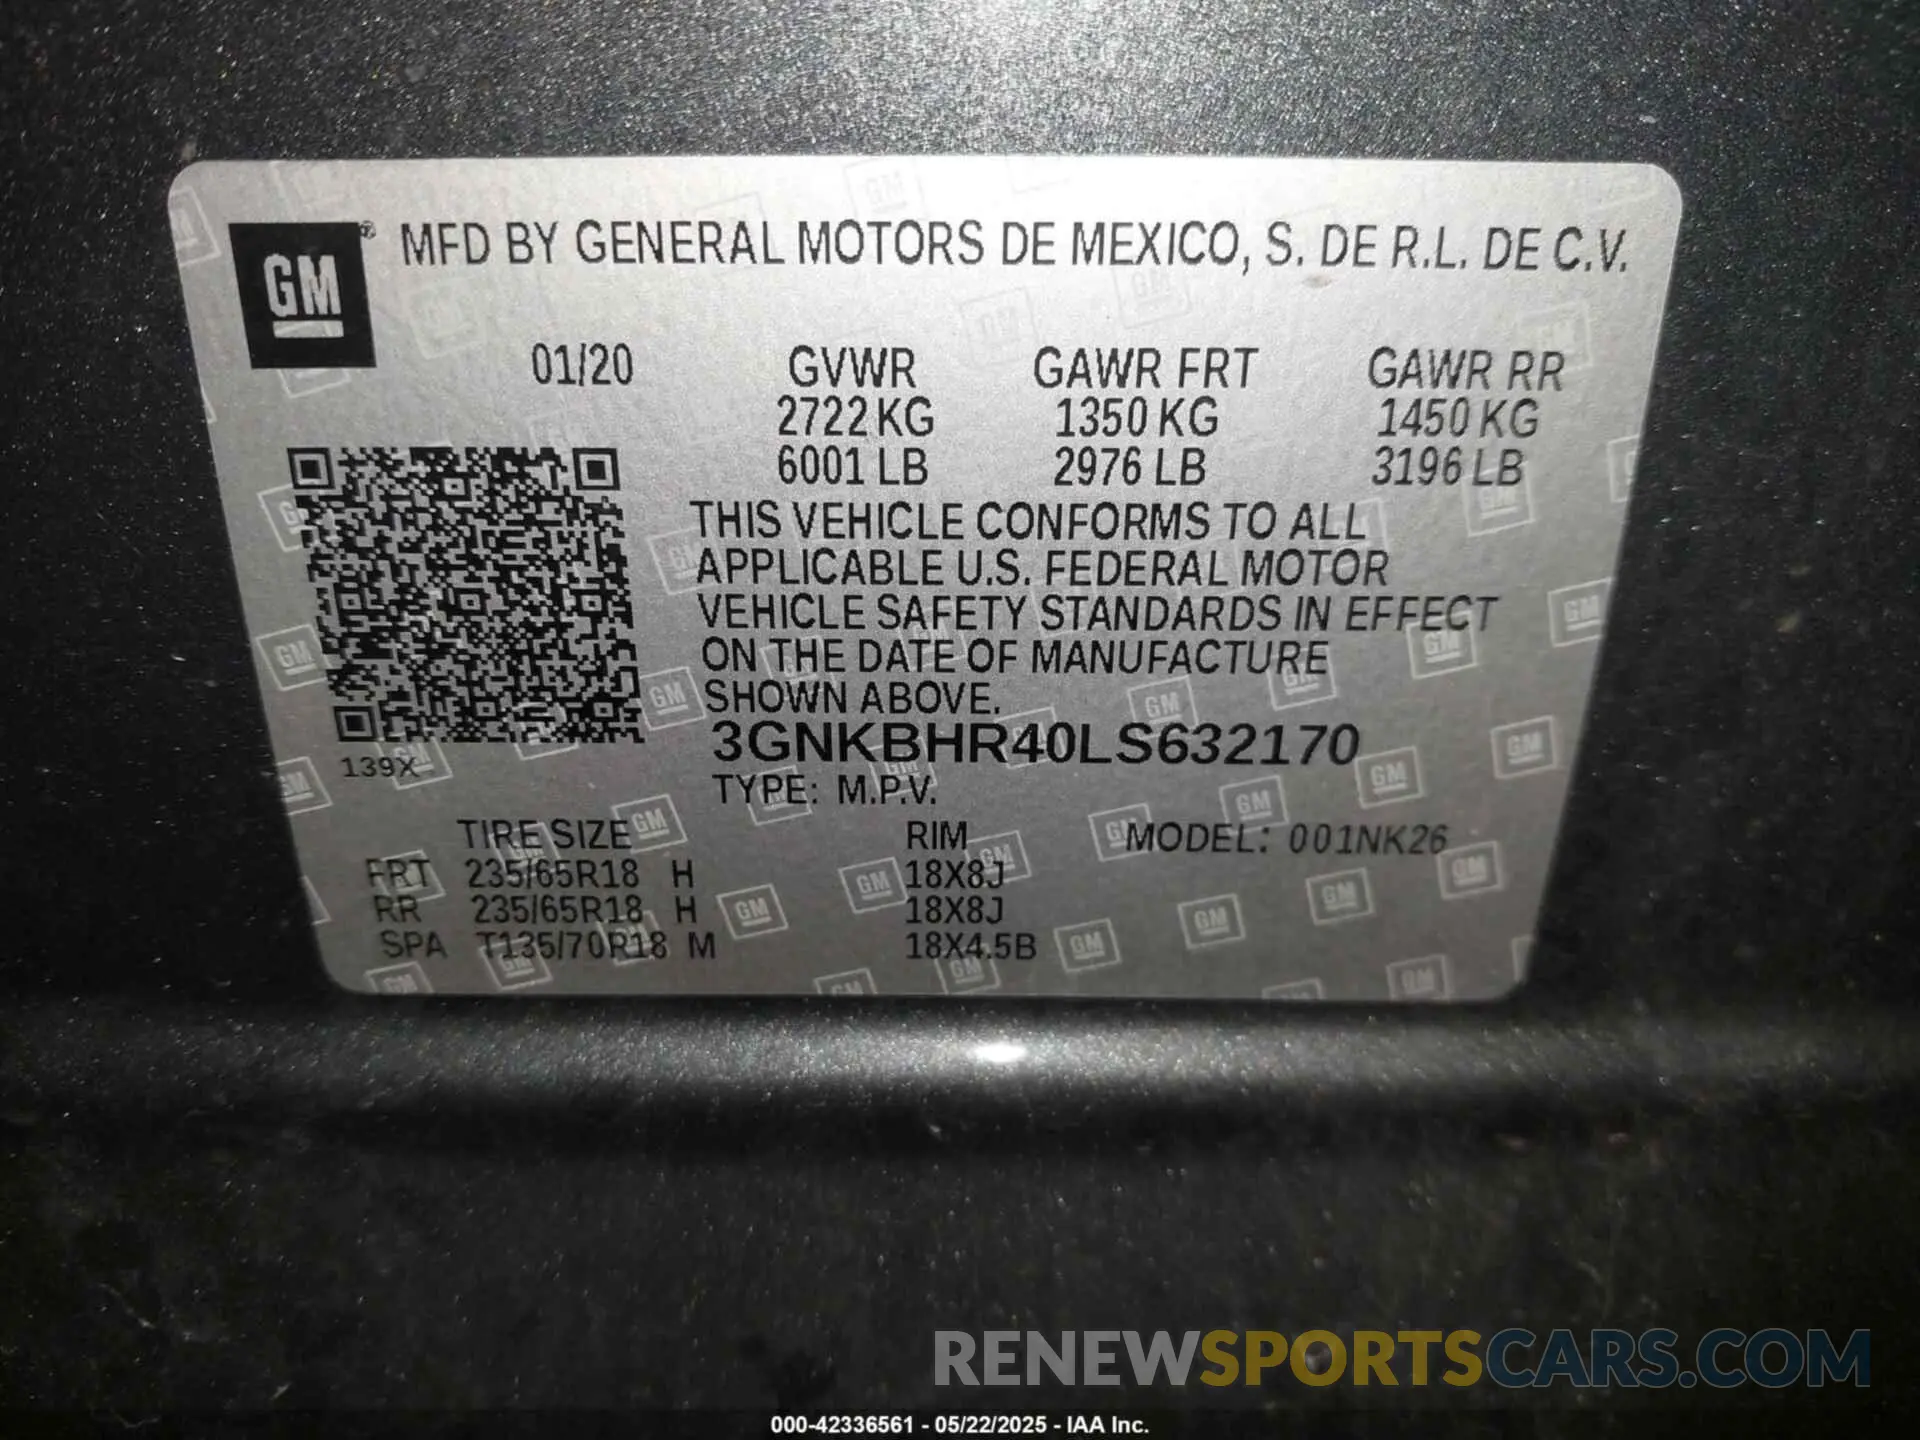 GM ® MFD BY GENERAL MOTORS DE MEXICO, S. DE R.L. DE C.V.
01/20 GVWR GAWR FRT GAWR RR
2722 KG 1350 KG 1450 KG
6001 LB 2976 LB 3196 LB
THIS VEHICLE CONFORMS TO ALL
APPLICABLE U.S. FEDERAL MOTOR
VEHICLE SAFETY STANDARDS IN EFFECT
ON THE DATE OF MANUFACTURE
SHOWN ABOVE.
3GNKBHR40LS632170
139X
TYPE: M.P.V.
TIRE SIZE RIM MODEL: 001NK26
FRT 235/65R18 H 18X8J
RR 235/65R18 H 18X8J
SPA T135/70R18 M 18X4.5B
RENEWSPORTSCARS.COM
000-42336561 - 05/22/2025 - IAA Inc.